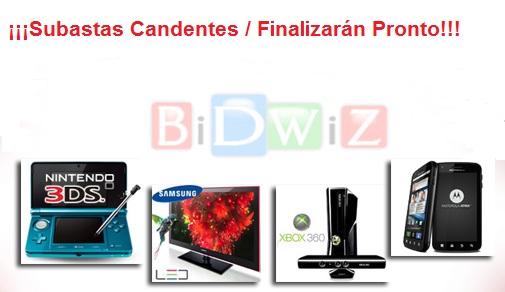 ¡¡¡Subastas Candentes / Finalizarán Pronto!!!
BiDWiZ
NINTENDO
3DS
SAMSUNG
LED
XBOX 360
MOTOROLA